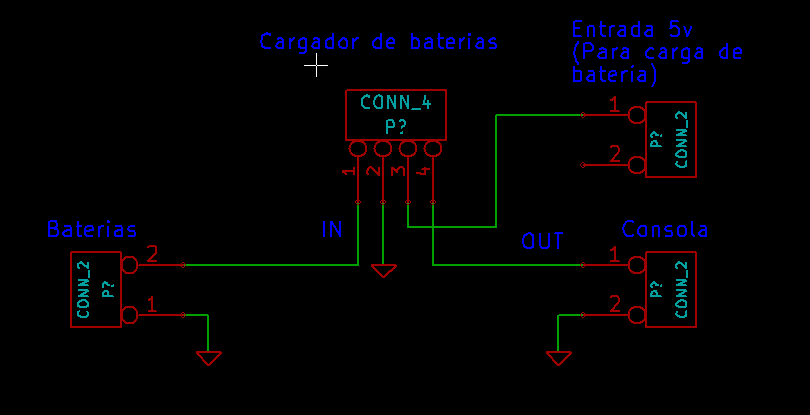 Cargador de baterias
Entrada 5v
(Para carga de
bateria)
CONN_4
P?
1
2
3
4
1
2
P?
CONN_2
Baterias
IN
OUT
Consola
2
1
CONN_2
P?
1
2
P?
CONN_2